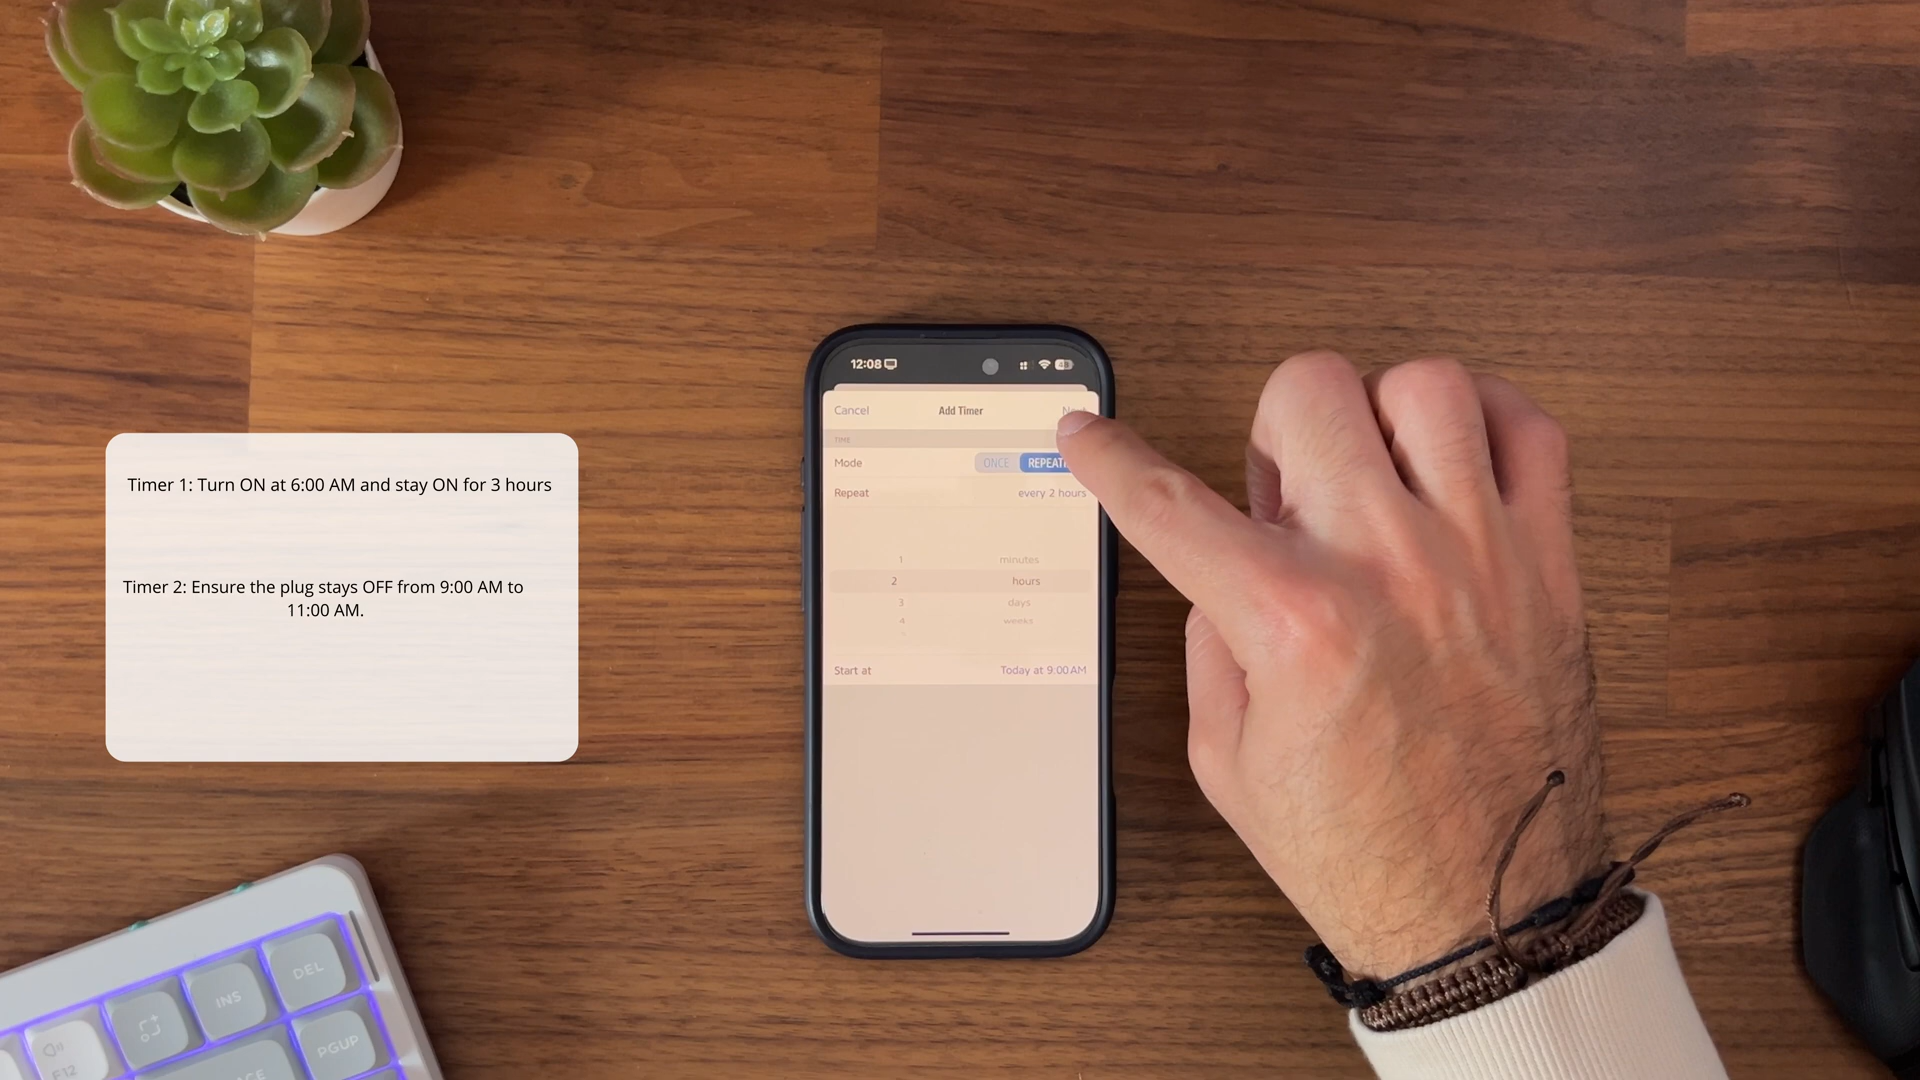 12:08
Cancel
Add Timer
TIME
Mode
ONCE
Repeat
every 2 hours
1 minutes
2 hours
3 days
4 weeks
Start at
Today at 9:00 AM
Timer 1: Turn ON at 6:00 AM and stay ON for 3 hours
Timer 2: Ensure the plug stays OFF from 9:00 AM to
11:00 AM.
DEL
INS
PGUP
F12